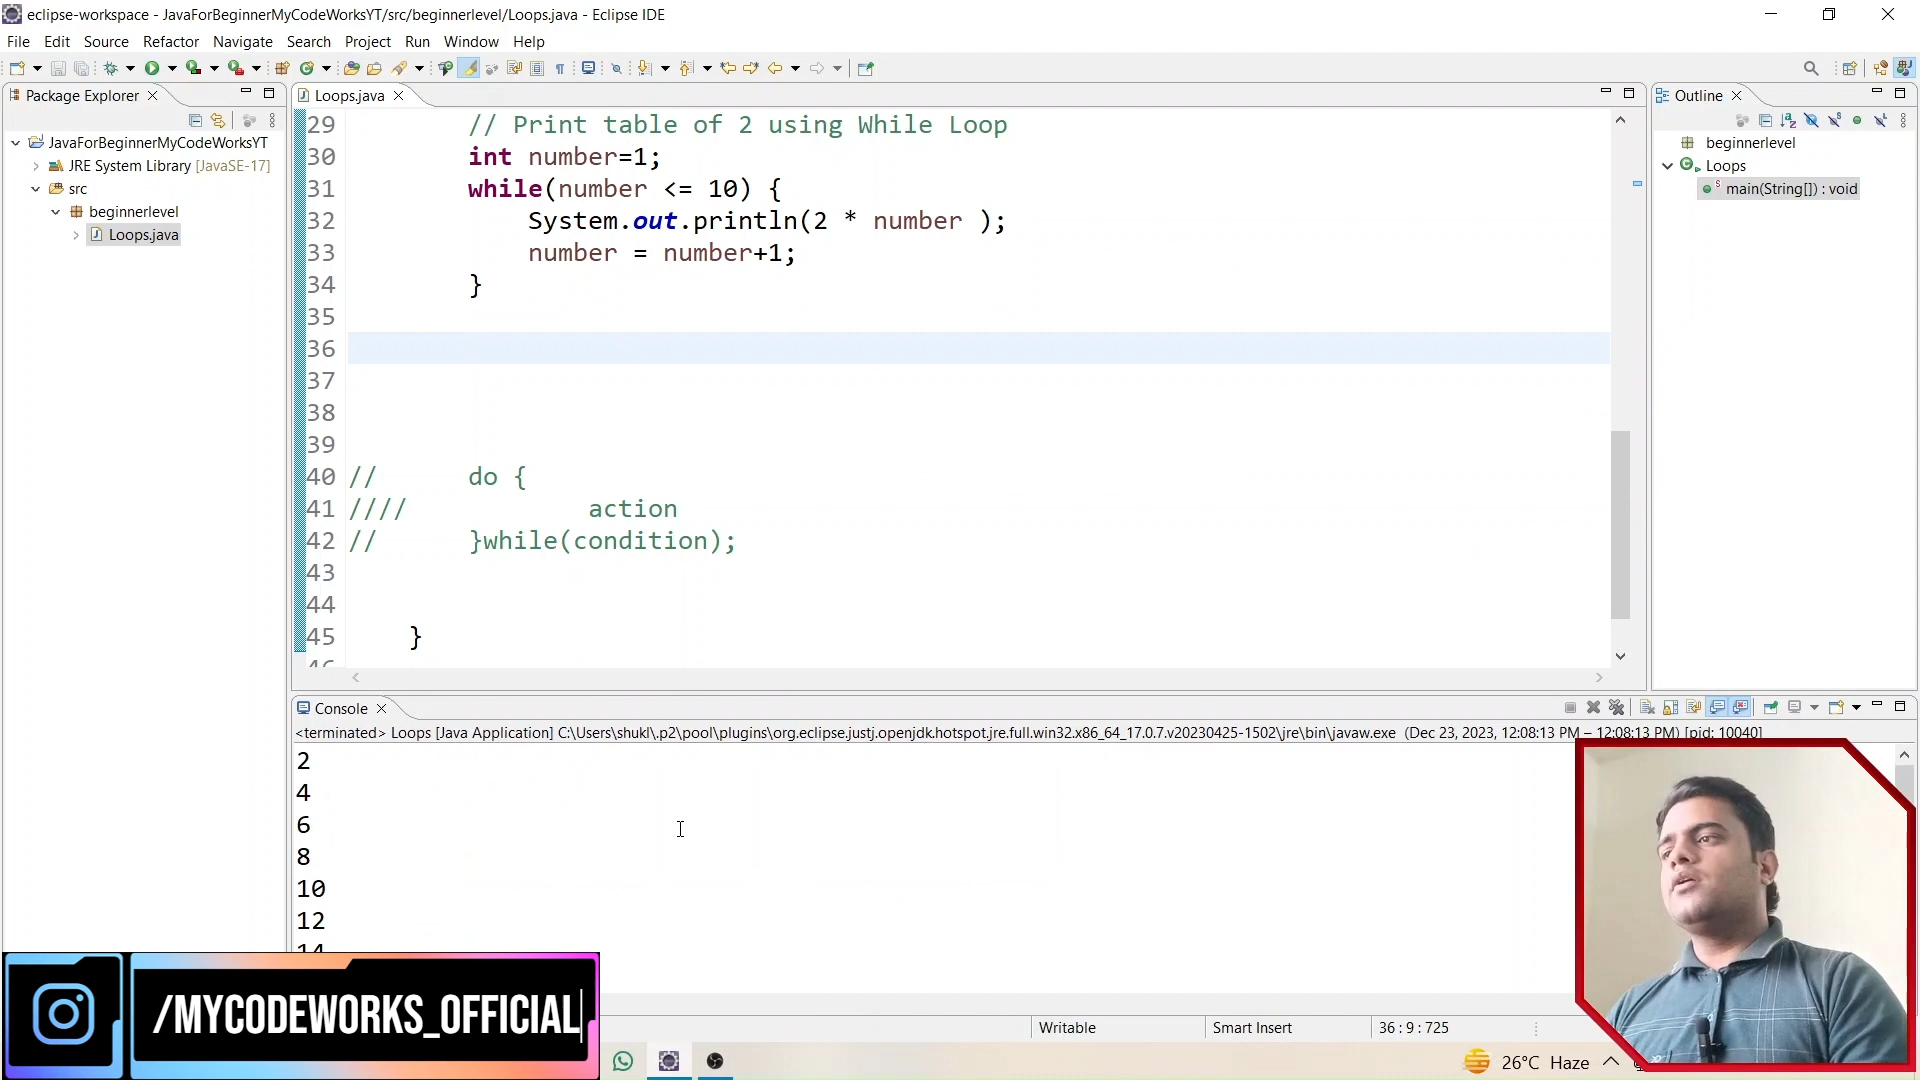 eclipse-workspace - JavaForBeginnerMyCodeWorksYT/src/beginnerlevel/Loops.java - Eclipse IDE
File Edit Source Refactor Navigate Search Project Run Window Help
Package Explorer
JavaForBeginnerMyCodeWorksYT
JRE System Library [JavaSE-17]
src
beginnerlevel
Loops.java
Loops.java
29 // Print table of 2 using While Loop
30 int number=1;
31 while(number <= 10) {
32 System.out.println(2 * number );
33 number = number+1;
34 }
35
36
37
38
39
40 // do {
41 //// action
42 // }while(condition);
43
44
45 }
46
Outline
beginnerlevel
Loops
main(String[]) : void
Console
<terminated> Loops [Java Application] C:\Users\shukl\.p2\pool\plugins\org.eclipse.justj.openjdk.hotspot.jre.full.win32.x86_64_17.0.7.v20230425-1502\jre\bin\javaw.exe (Dec 23, 2023, 12:08:13 PM – 12:08:13 PM) [pid: 10040]
2
4
6
8
10
12
14
/MYCODEWORKS_OFFICIAL
Writable Smart Insert 36 : 9 : 725
26°C Haze